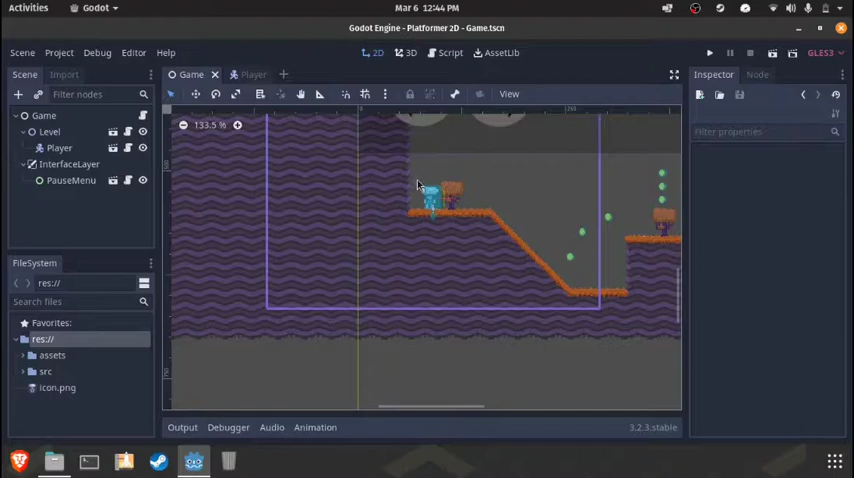 Activities
Godot
Mar 6 12:44 PM
Godot Engine - Platformer 2D - Game.tscn
Scene Project Debug Editor Help
2D 3D Script AssetLib
GLES3
Scene Import
Game Player
Inspector Node
Filter nodes
View
133.5 %
Filter properties
Game
Level
Player
InterfaceLayer
PauseMenu
FileSystem
res://
Search files
Favorites:
res://
assets
src
icon.png
Output Debugger Audio Animation
3.2.3.stable